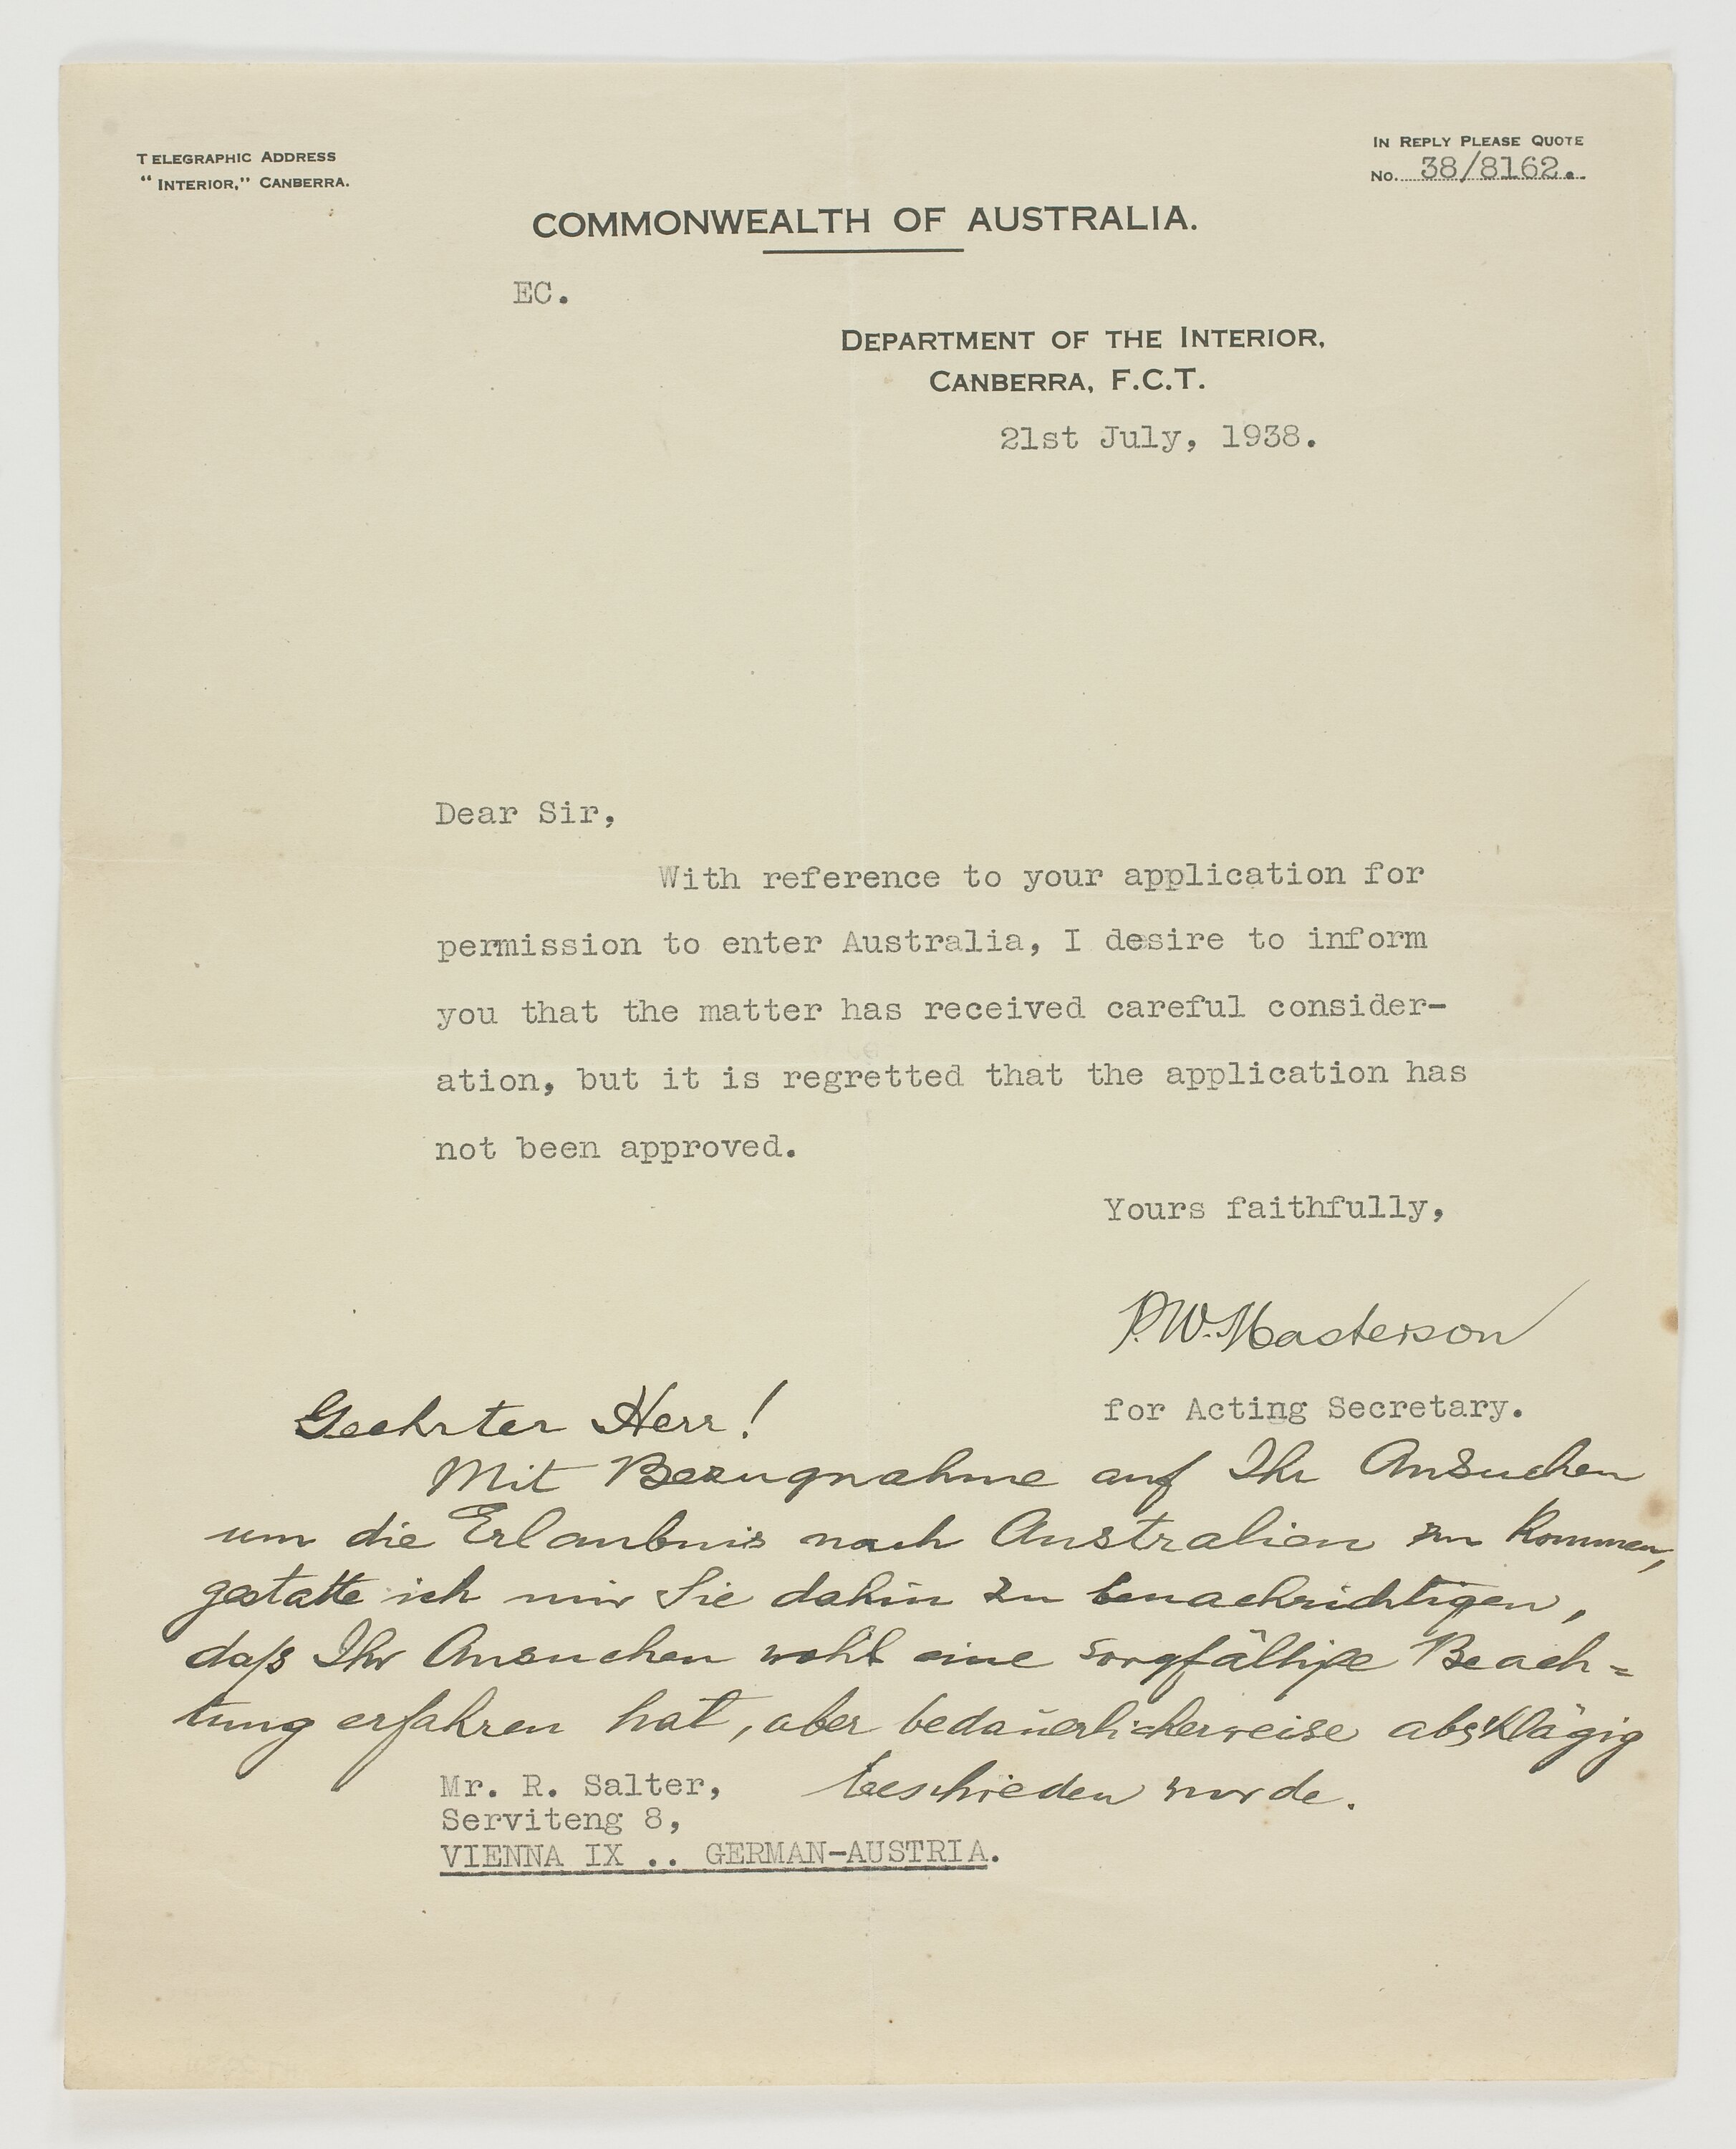 TELEGRAPHIC ADDRESS
"INTERIOR," CANBERRA.
IN REPLY PLEASE QUOTE
No. 38/8162.
COMMONWEALTH OF AUSTRALIA.
EC.
DEPARTMENT OF THE INTERIOR,
CANBERRA, F.C.T.
21st July, 1938.
Dear Sir,
With reference to your application for
permission to enter Australia, I desire to inform
you that the matter has received careful consider-
ation, but it is regretted that the application has
not been approved.
Yours faithfully,
P.W. Masterson
for Acting Secretary.
Geehrter Herr!
Mit Bezugnahme auf Ihr Ansuchen
um die Erlaubnis nach Australien zu kommen,
gestatte ich mir Sie dahin zu benachrichtigen,
daß Ihr Ansuchen wohl eine sorgfältige Beach=
tung erfahren hat, aber bedauerlicherweise abschlägig
beschieden wurde.
Mr. R. Salter,
Serviteng 8,
VIENNA IX .. GERMAN-AUSTRIA.